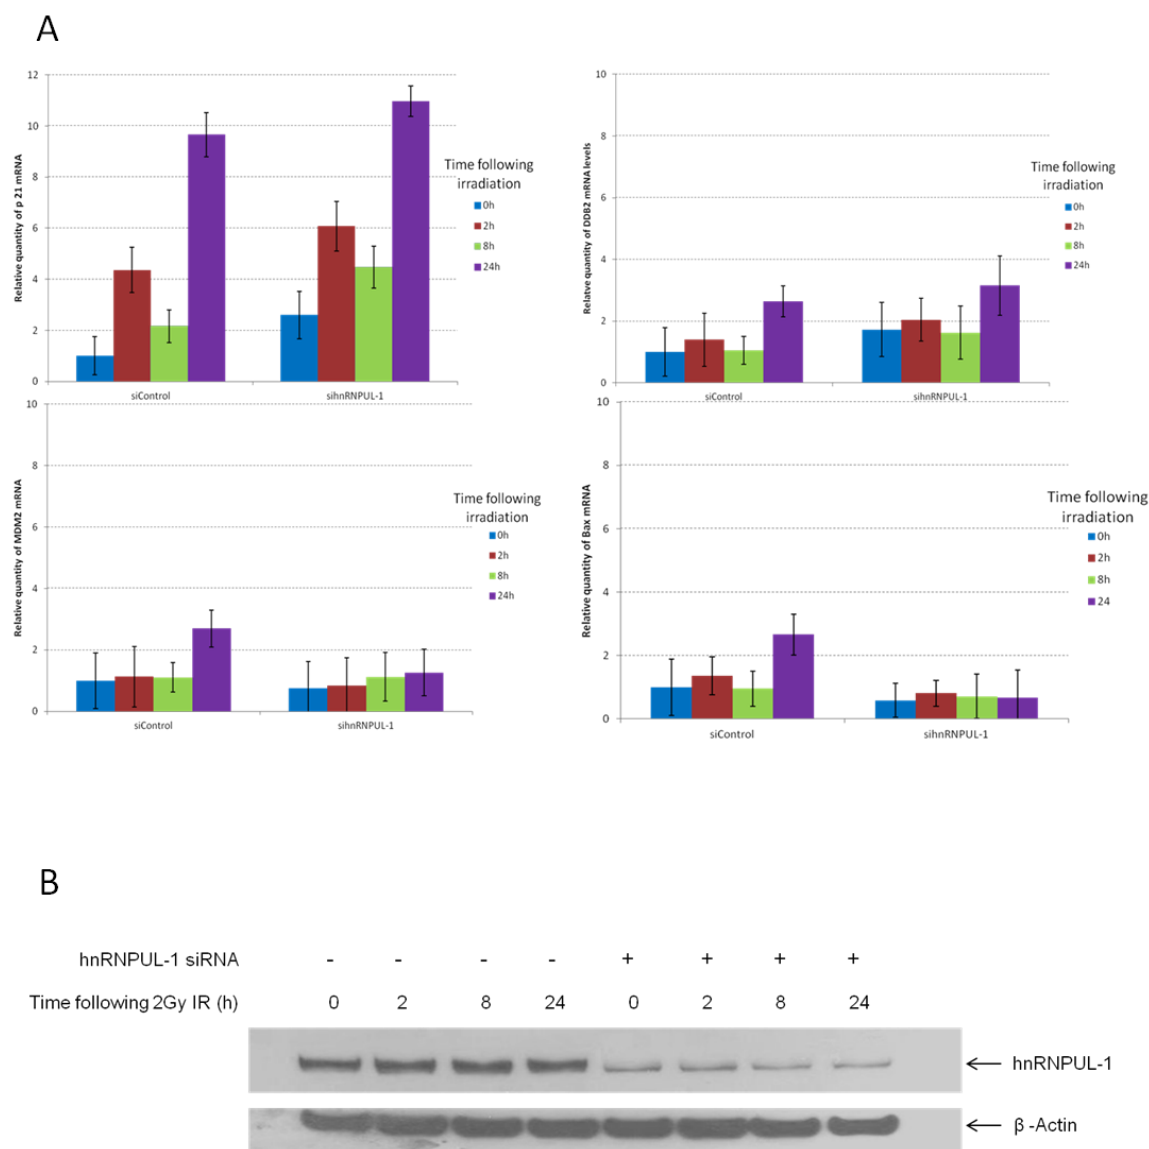 A
12
10
8
6
4
2
0
Relative quantity of p 21 mRNA
siControl
sihnRNPUL-1
Time following
irradiation
0h
2h
8h
24h
10
8
6
4
2
0
Relatve quantity of DDB2 mRNA levels
siControl
sihnRNPUL-1
Time following
irradiation
0h
2h
8h
24h
10
8
6
4
2
0
Relative quantity of MDM2 mRNA
siControl
sihnRNPUL-1
Time following
irradiation
0h
2h
8h
24h
10
8
6
4
2
0
Relative quantity of Bax mRNA
siControl
sihnRNPUL-1
Time following
irradiation
0h
2h
8h
24
B
hnRNPUL-1 siRNA - - - - + + + +
Time following 2Gy IR (h) 0 2 8 24 0 2 8 24
hnRNPUL-1
β -Actin